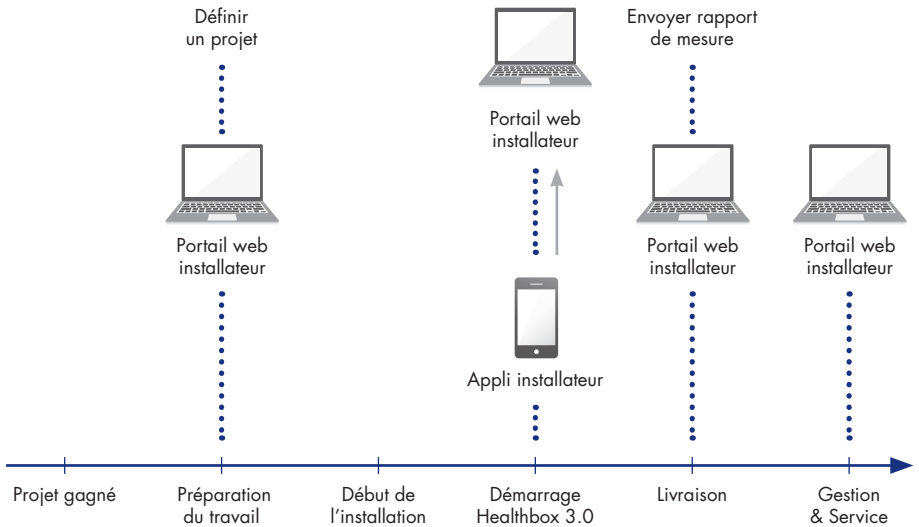 Définir
un projet
Envoyer rapport
de mesure
Portail web
installateur
Portail web
installateur
Portail web
installateur
Portail web
installateur
Appli installateur
Projet gagné
Préparation
du travail
Début de
l'installation
Démarrage
Healthbox 3.0
Livraison
Gestion
& Service